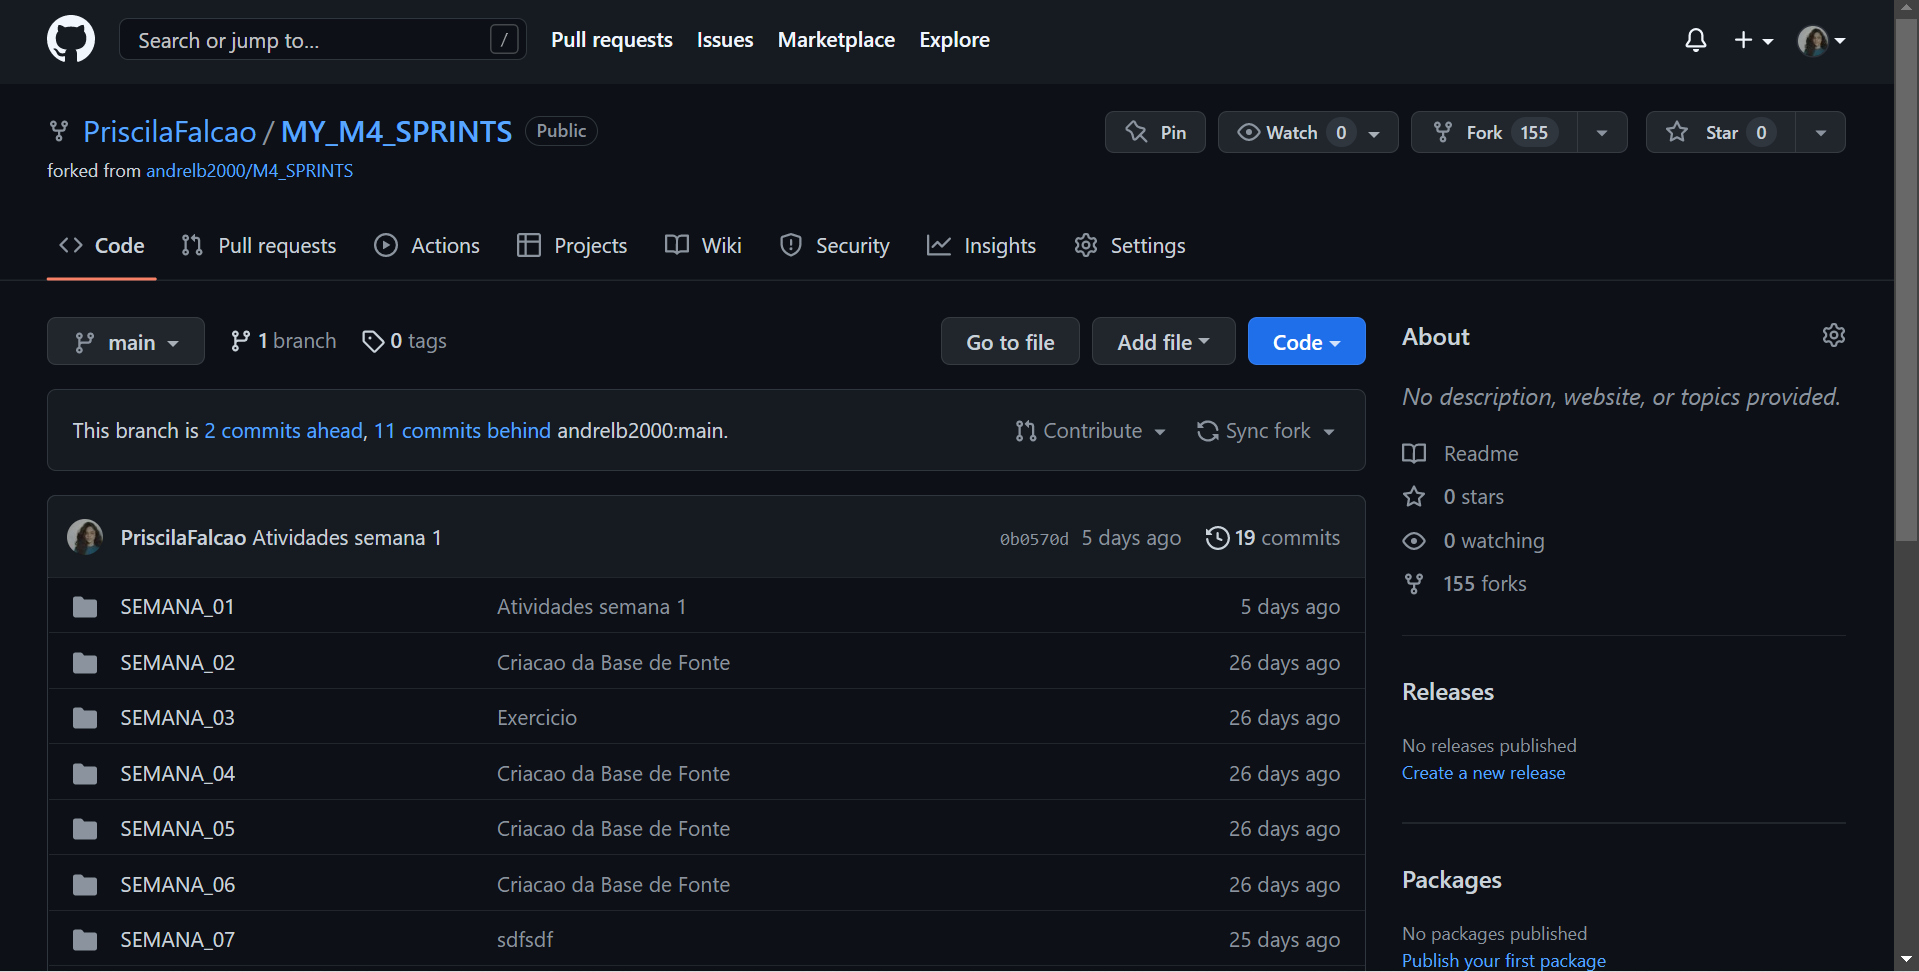 Search or jump to... / Pull requests Issues Marketplace Explore
PriscilaFalcao / MY_M4_SPRINTS Public Pin Watch 0 Fork 155 Star 0
forked from andrelb2000/M4_SPRINTS
Code Pull requests Actions Projects Wiki Security Insights Settings
main 1 branch 0 tags Go to file Add file Code
This branch is 2 commits ahead, 11 commits behind andrelb2000:main. Contribute Sync fork
PriscilaFalcao Atividades semana 1 0b0570d 5 days ago 19 commits
SEMANA_01 Atividades semana 1 5 days ago
SEMANA_02 Criacao da Base de Fonte 26 days ago
SEMANA_03 Exercicio 26 days ago
SEMANA_04 Criacao da Base de Fonte 26 days ago
SEMANA_05 Criacao da Base de Fonte 26 days ago
SEMANA_06 Criacao da Base de Fonte 26 days ago
SEMANA_07 sdfsdf 25 days ago
About
No description, website, or topics provided.
Readme
0 stars
0 watching
155 forks
Releases
No releases published
Create a new release
Packages
No packages published
Publish your first package